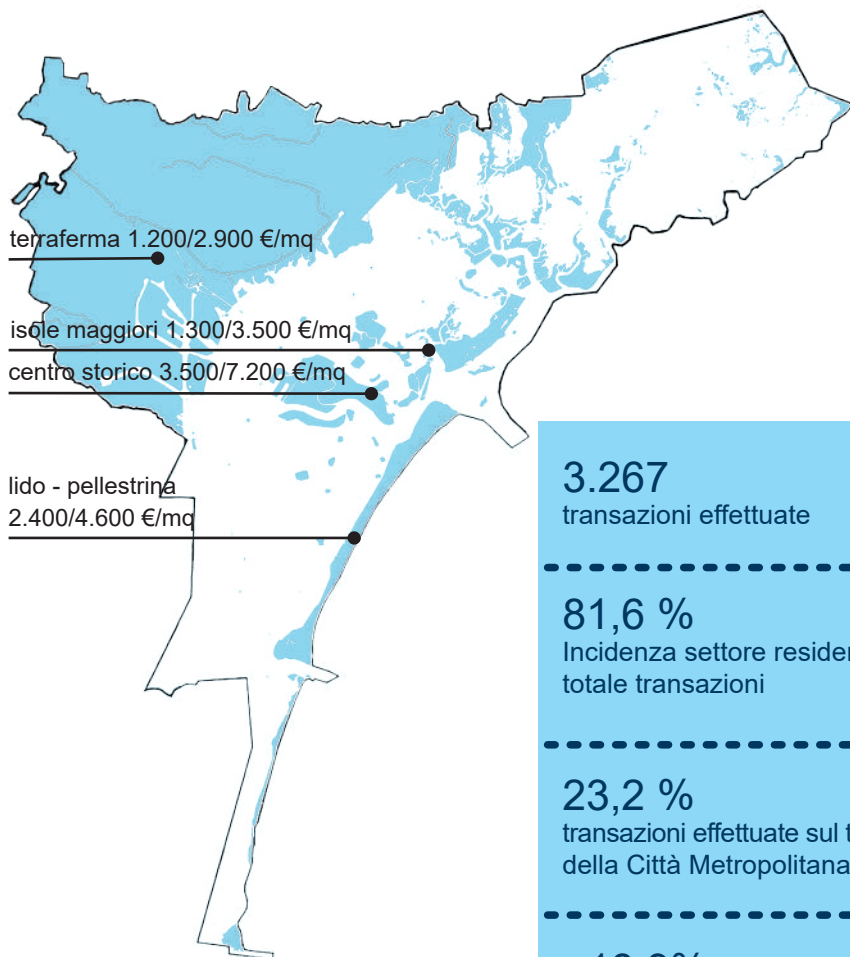 terraferma 1.200/2.900 €/mq
isole maggiori 1.300/3.500 €/mq
centro storico 3.500/7.200 €/mq
lido - pellestrina
2.400/4.600 €/mq
3.267
transazioni effettuate
81,6 %
Incidenza settore
totale transazioni
23,2 %
transazioni effettuate sul
della Città Metropolitana